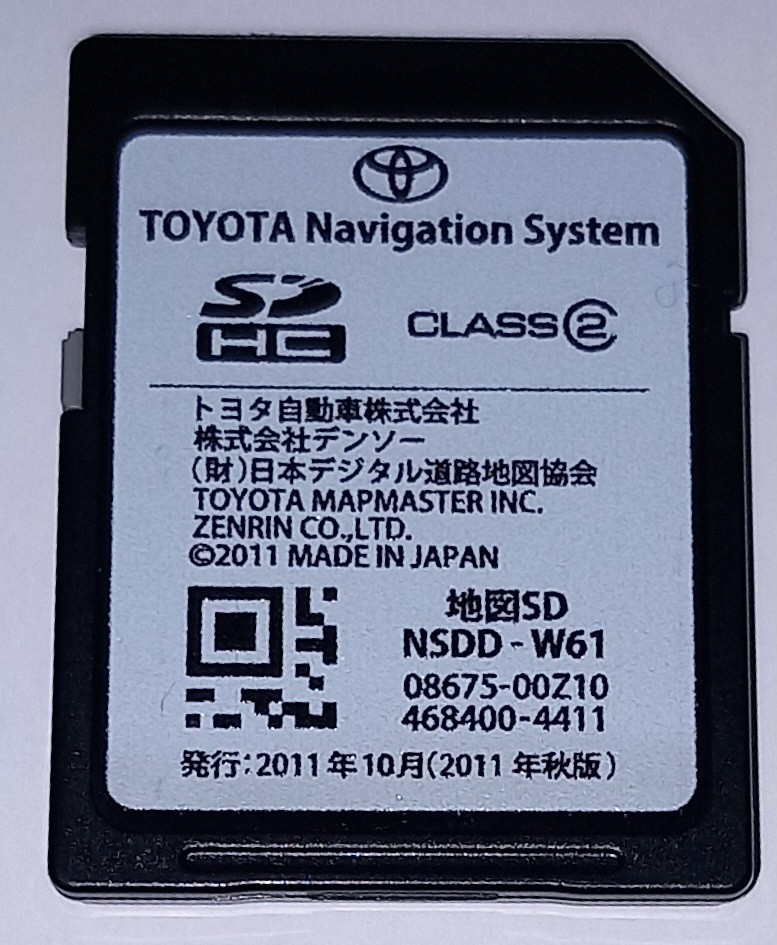 TOYOTA Navigation System
SD
HC
CLASS 2
トヨタ自動車株式会社
株式会社デンソー
(財)日本デジタル道路地図協会
TOYOTA MAPMASTER INC.
ZENRIN CO.,LTD.
©2011 MADE IN JAPAN
地図SD
NSDD - W61
08675-00Z10
468400-4411
発行:2011年10月(2011年秋版)